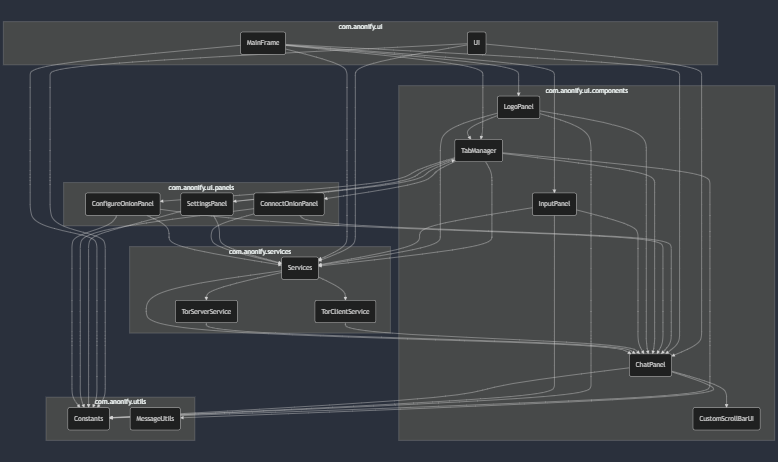 com.anonify.ui
MainFrame
UI
com.anonify.ui.components
LogoPanel
TabManager
com.anonify.ui.panels
ConfigureOnionPanel
SettingsPanel
ConnectOnionPanel
InputPanel
com.anonify.services
Services
TorServerService
TorClientService
ChatPanel
com.anonify.utils
Constants
MessageUtils
CustomScrollBarUI